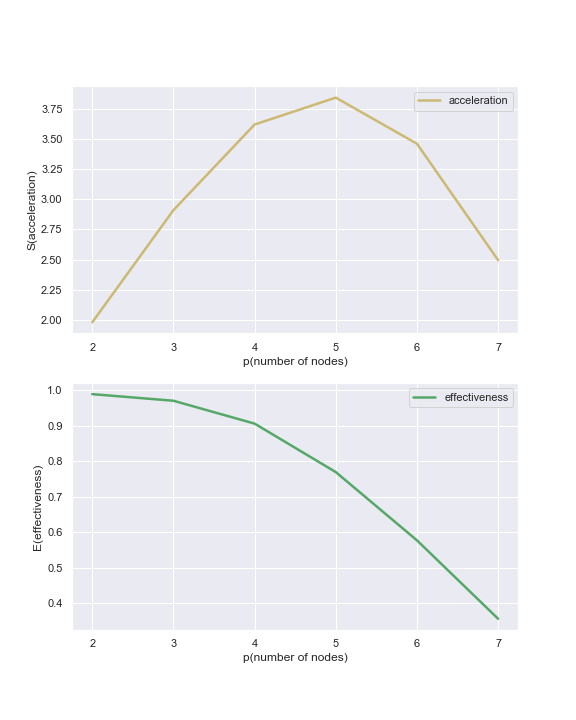 acceleration
3.75
3.50
3.25
3.00
2.75
2.50
2.25
2.00
S(acceleration)
2 3 4 5 6 7
p(number of nodes)
effectiveness
1.0
0.9
0.8
0.7
0.6
0.5
0.4
E(effectiveness)
2 3 4 5 6 7
p(number of nodes)